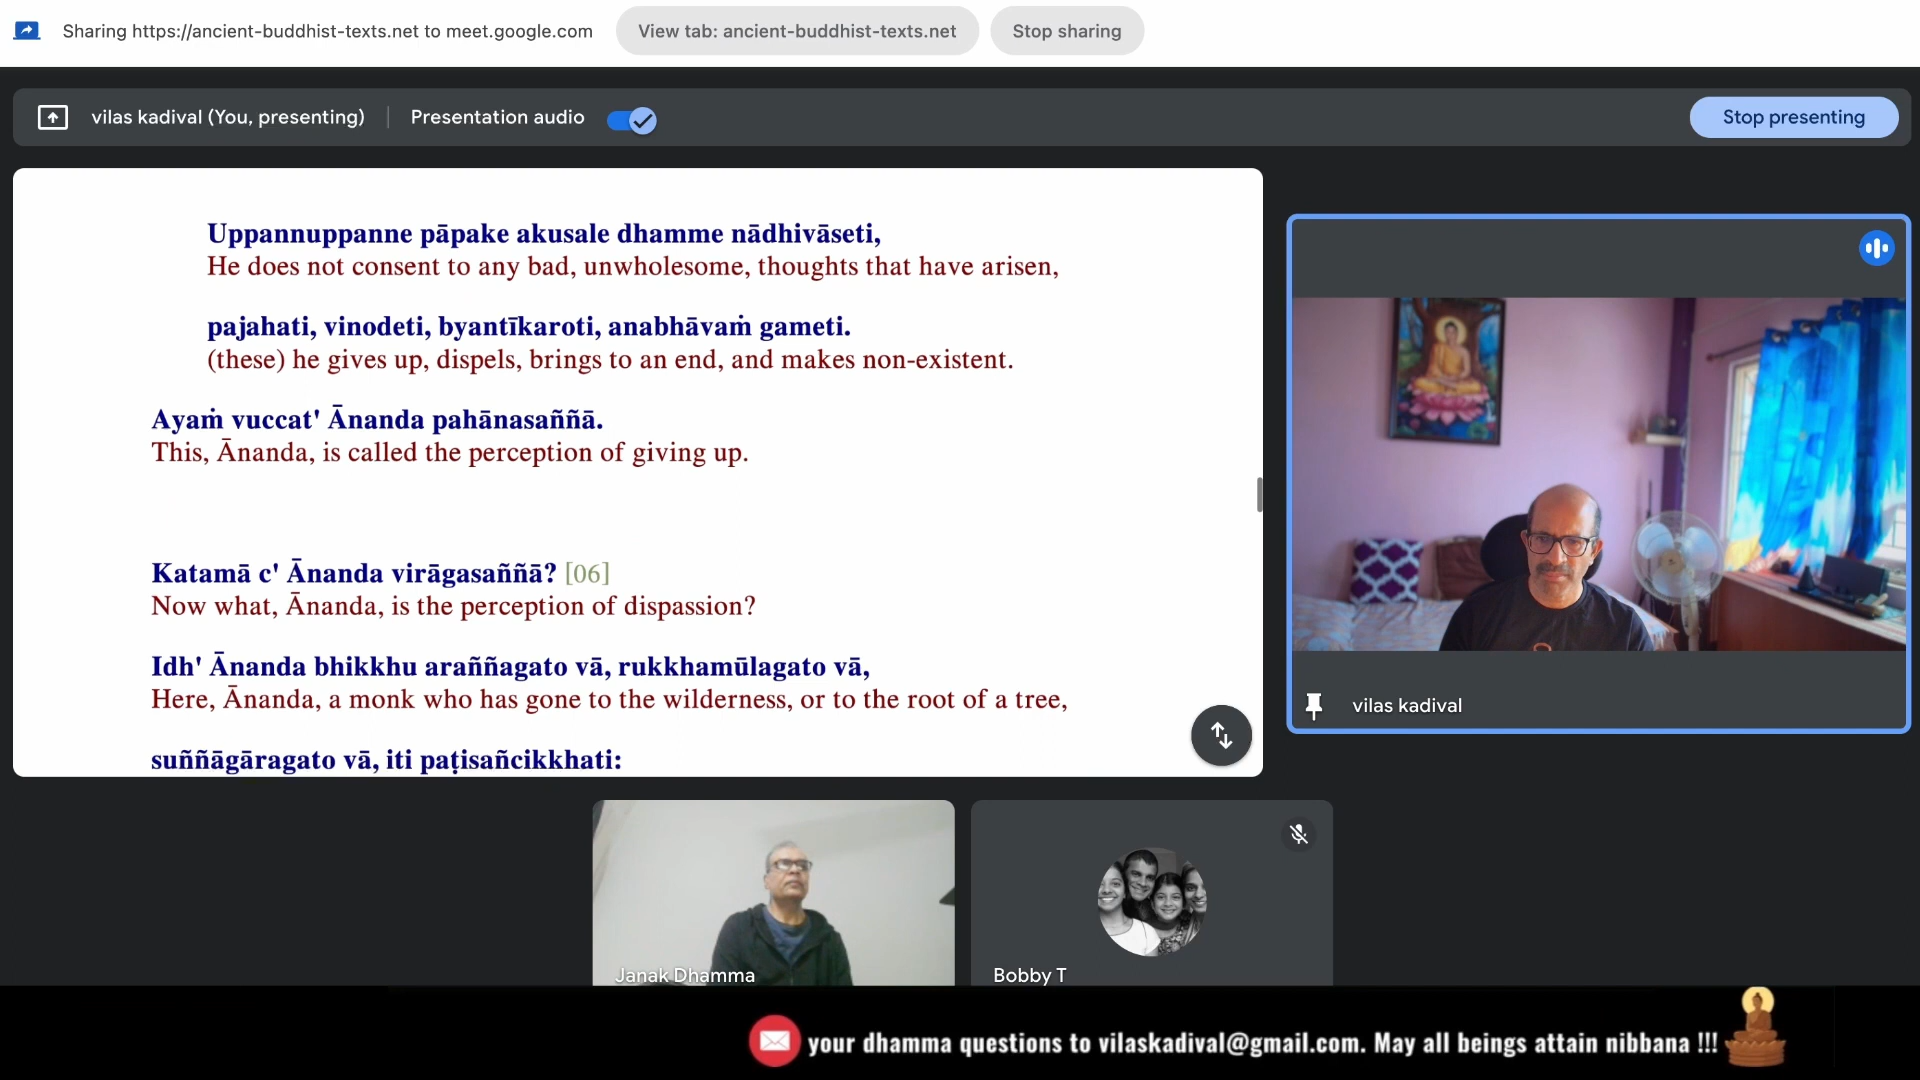 Sharing https://ancient-buddhist-texts.net to meet.google.com
View tab: ancient-buddhist-texts.net
Stop sharing
vilas kadival (You, presenting)
Presentation audio
Stop presenting
Uppannuppanne pāpake akusale dhamme nādhivāseti,
He does not consent to any bad, unwholesome, thoughts that have arisen,
pajahati, vinodeti, byantīkaroti, anabhāvaṁ gameti.
(these) he gives up, dispels, brings to an end, and makes non-existent.
Ayaṁ vuccat' Ānanda pahānasaññā.
This, Ānanda, is called the perception of giving up.
Katamā c' Ānanda virāgasaññā? [06]
Now what, Ānanda, is the perception of dispassion?
Idh' Ānanda bhikkhu araññagato vā, rukkhamūlagato vā,
Here, Ānanda, a monk who has gone to the wilderness, or to the root of a tree,
suññāgāragato vā, iti paṭisañcikkhati:
vilas kadival
Janak Dhamma
Bobby T
your dhamma questions to vilaskadival@gmail.com. May all beings attain nibbana !!!